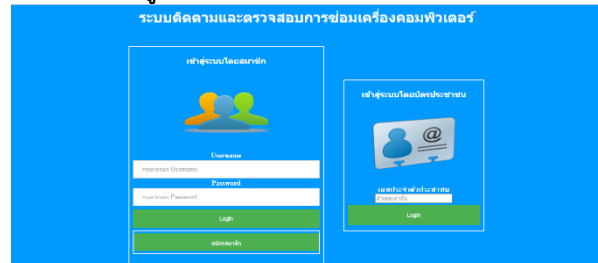 ระบบติดตามและตรวจสอบการซ่อมเครื่องคอมพิวเตอร์
เข้าสู่ระบบโดยสมาชิก
Username
กรุณากรอก Username
Password
กรุณากรอก Password
Login
สมัครสมาชิก
เข้าสู่ระบบโดยบัตรประชาชน
@
เลขประจำตัวประชาชน
Login